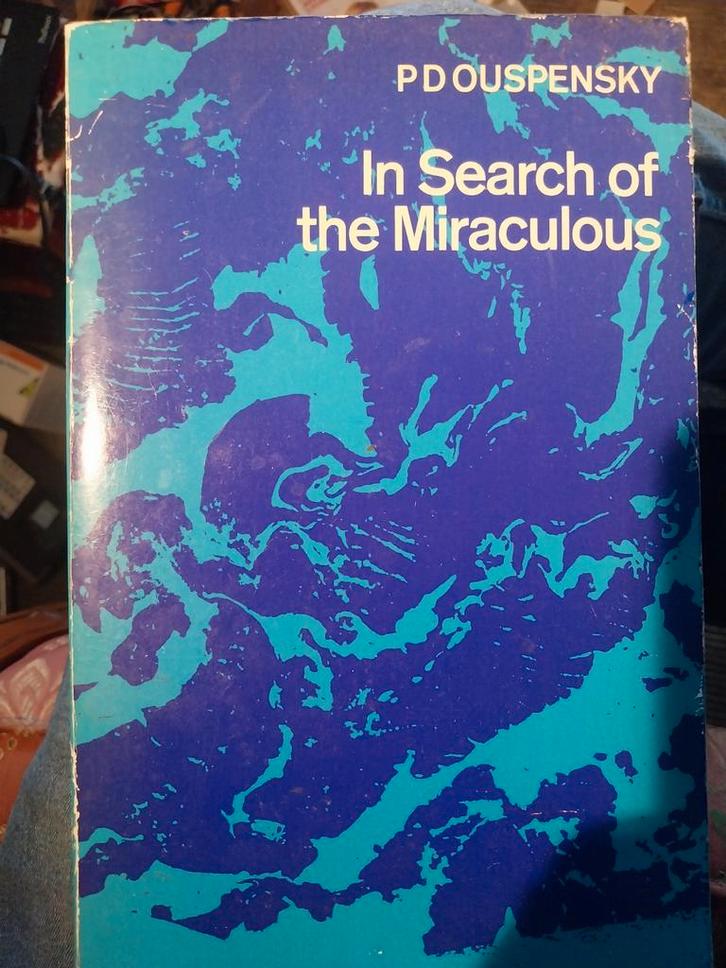 P D OUSPENSKY
In Search of
the Miraculous